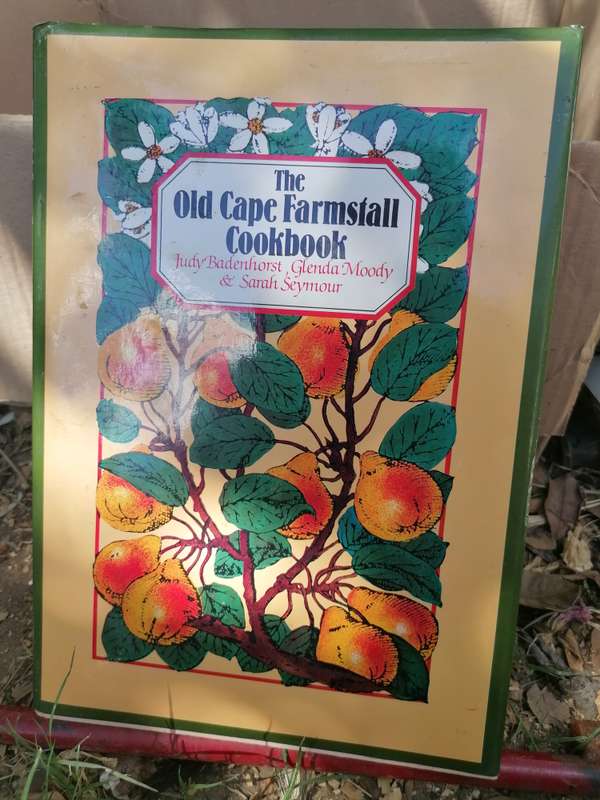 The
Old Cape Farmstall
Cookbook
Judy Badenhorst, Glenda Moody
& Sarah Seymour